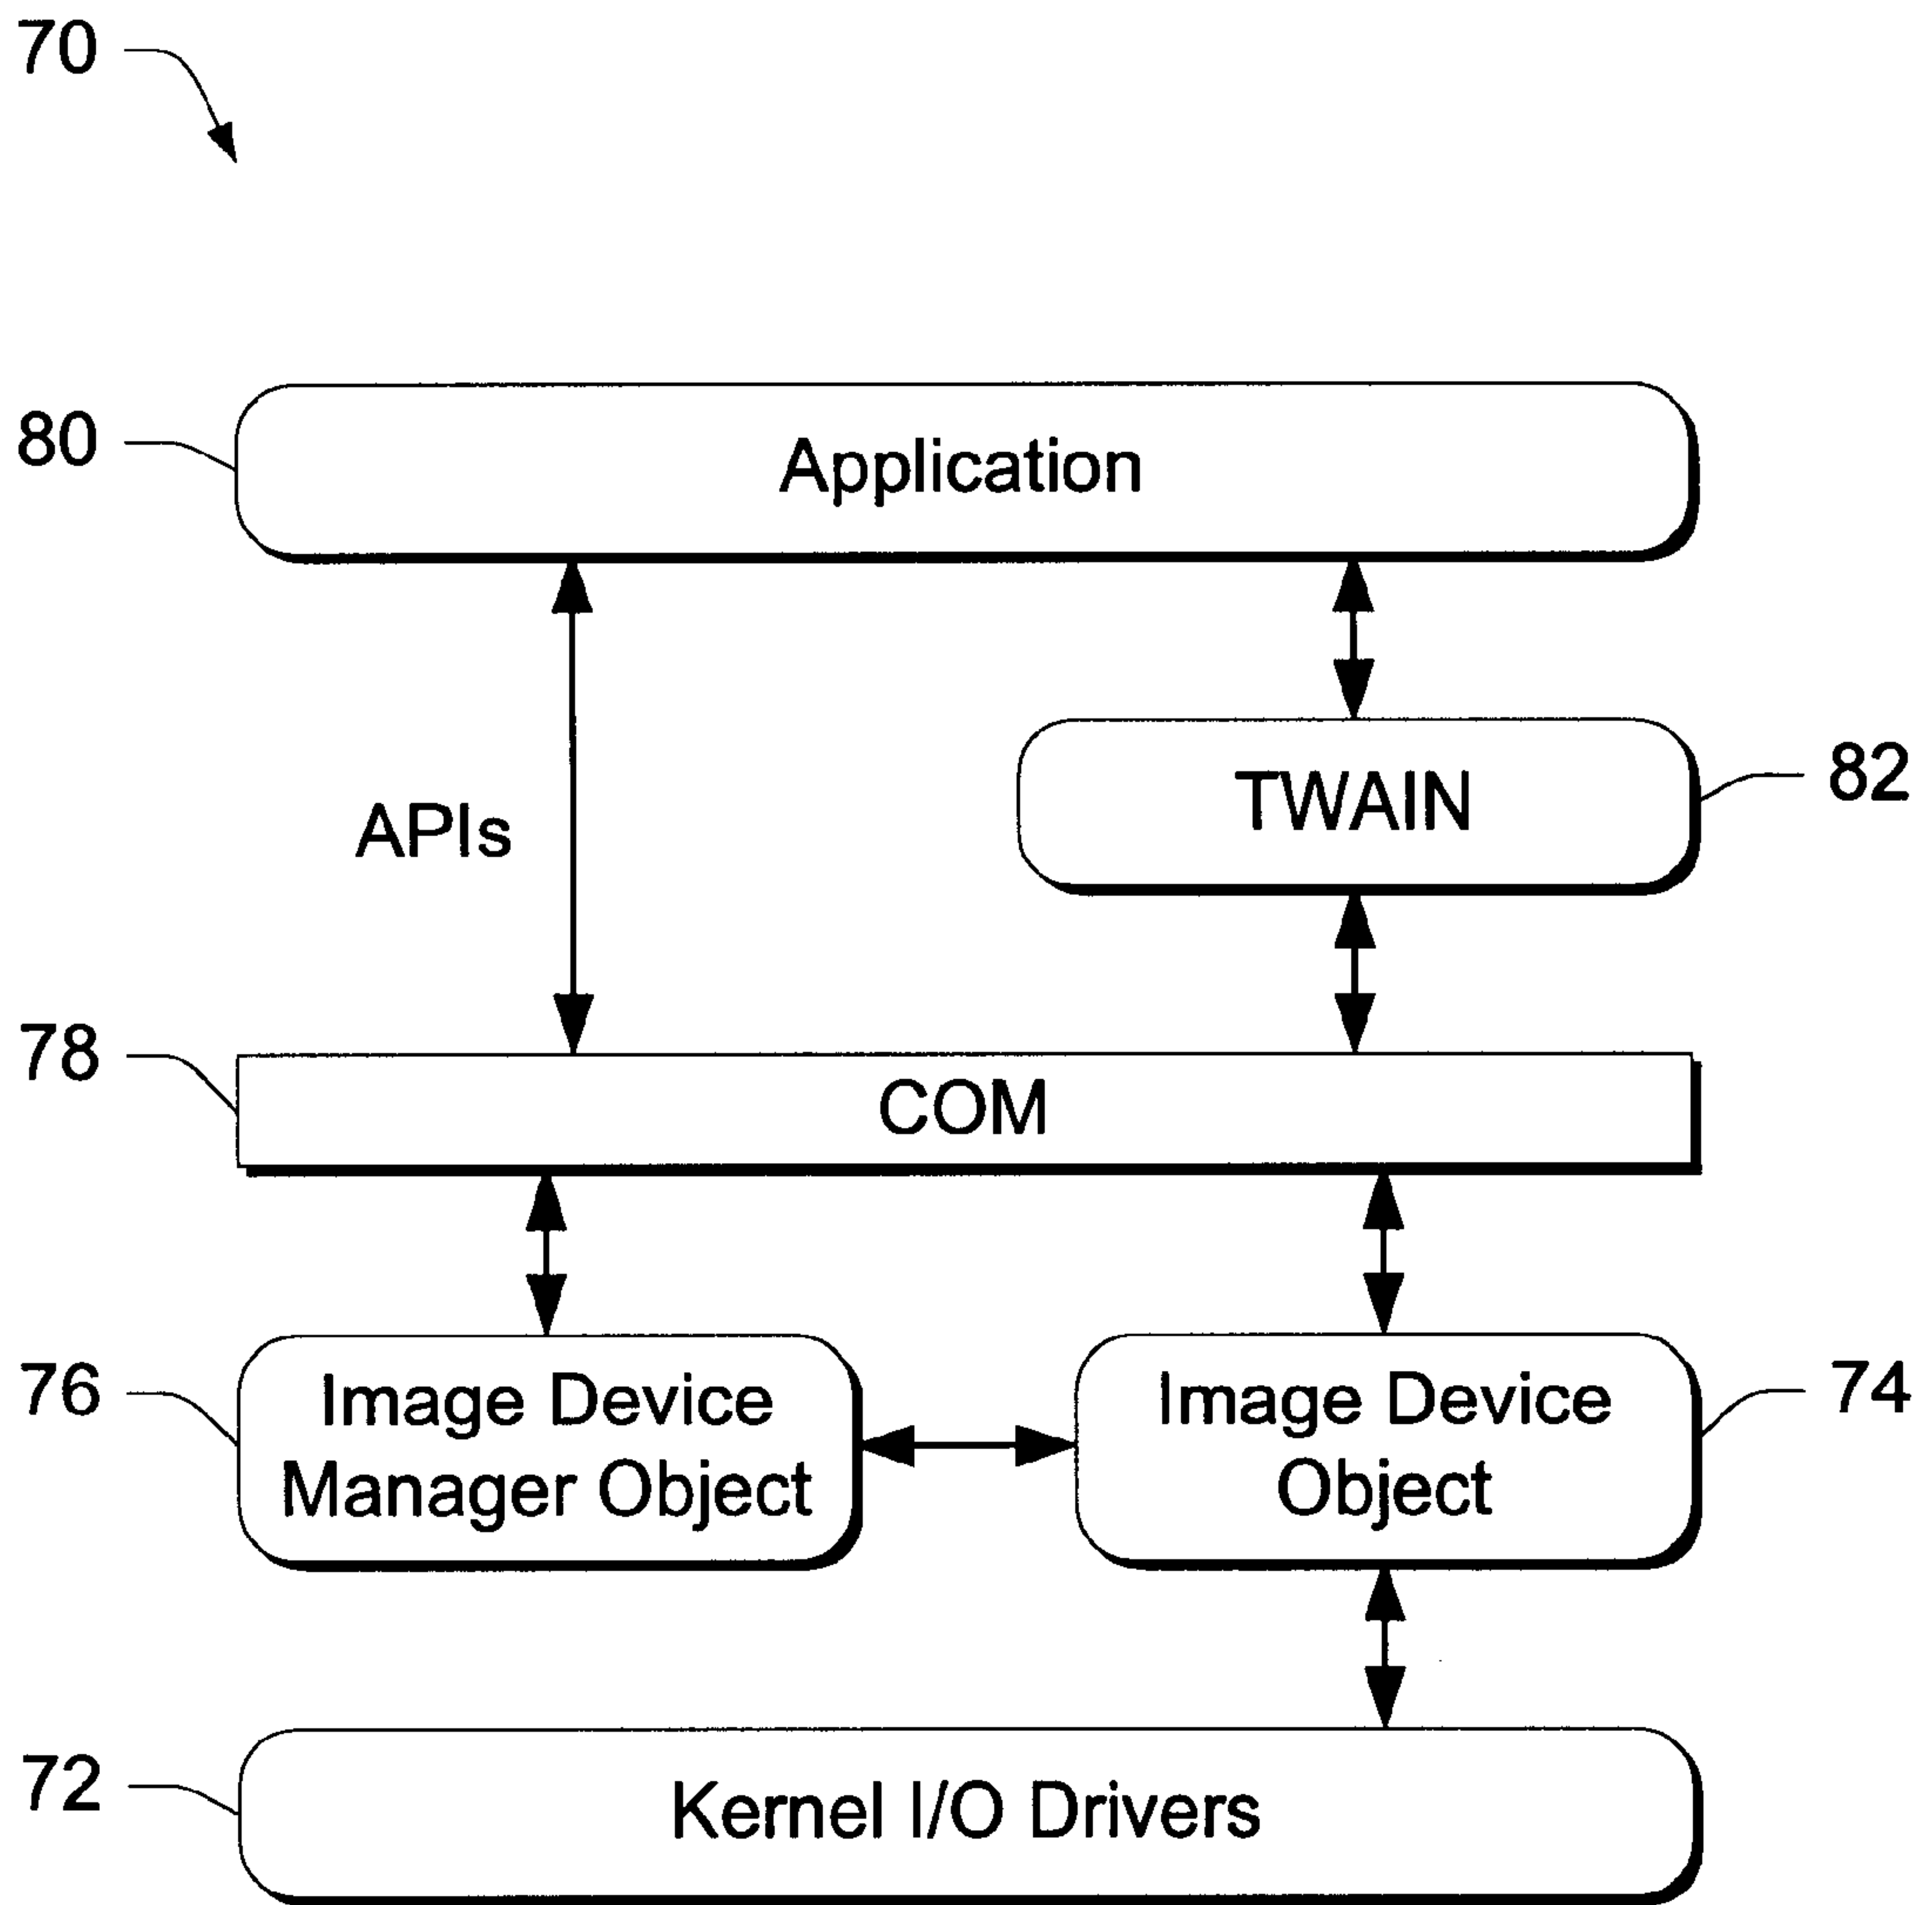 70
80
Application
APIs
TWAIN
82
78
COM
76
Image Device
Manager Object
Image Device
Object
74
72
Kernel I/O Drivers